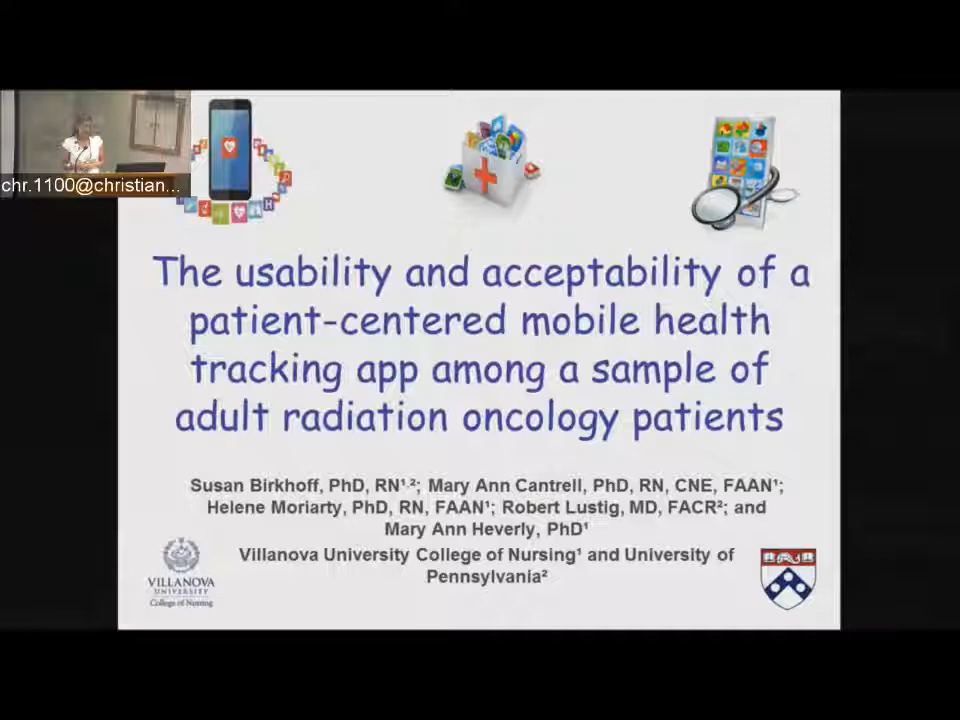 chr.1100@christian...
The usability and acceptability of a
patient-centered mobile health
tracking app among a sample of
adult radiation oncology patients
Susan Birkhoff, PhD, RN¹,²; Mary Ann Cantrell, PhD, RN, CNE, FAAN¹;
Helene Moriarty, PhD, RN, FAAN¹; Robert Lustig, MD, FACR²; and
Mary Ann Heverly, PhD¹
Villanova University College of Nursing¹ and University of
Pennsylvania²
VILLANOVA
UNIVERSITY
College of Nursing